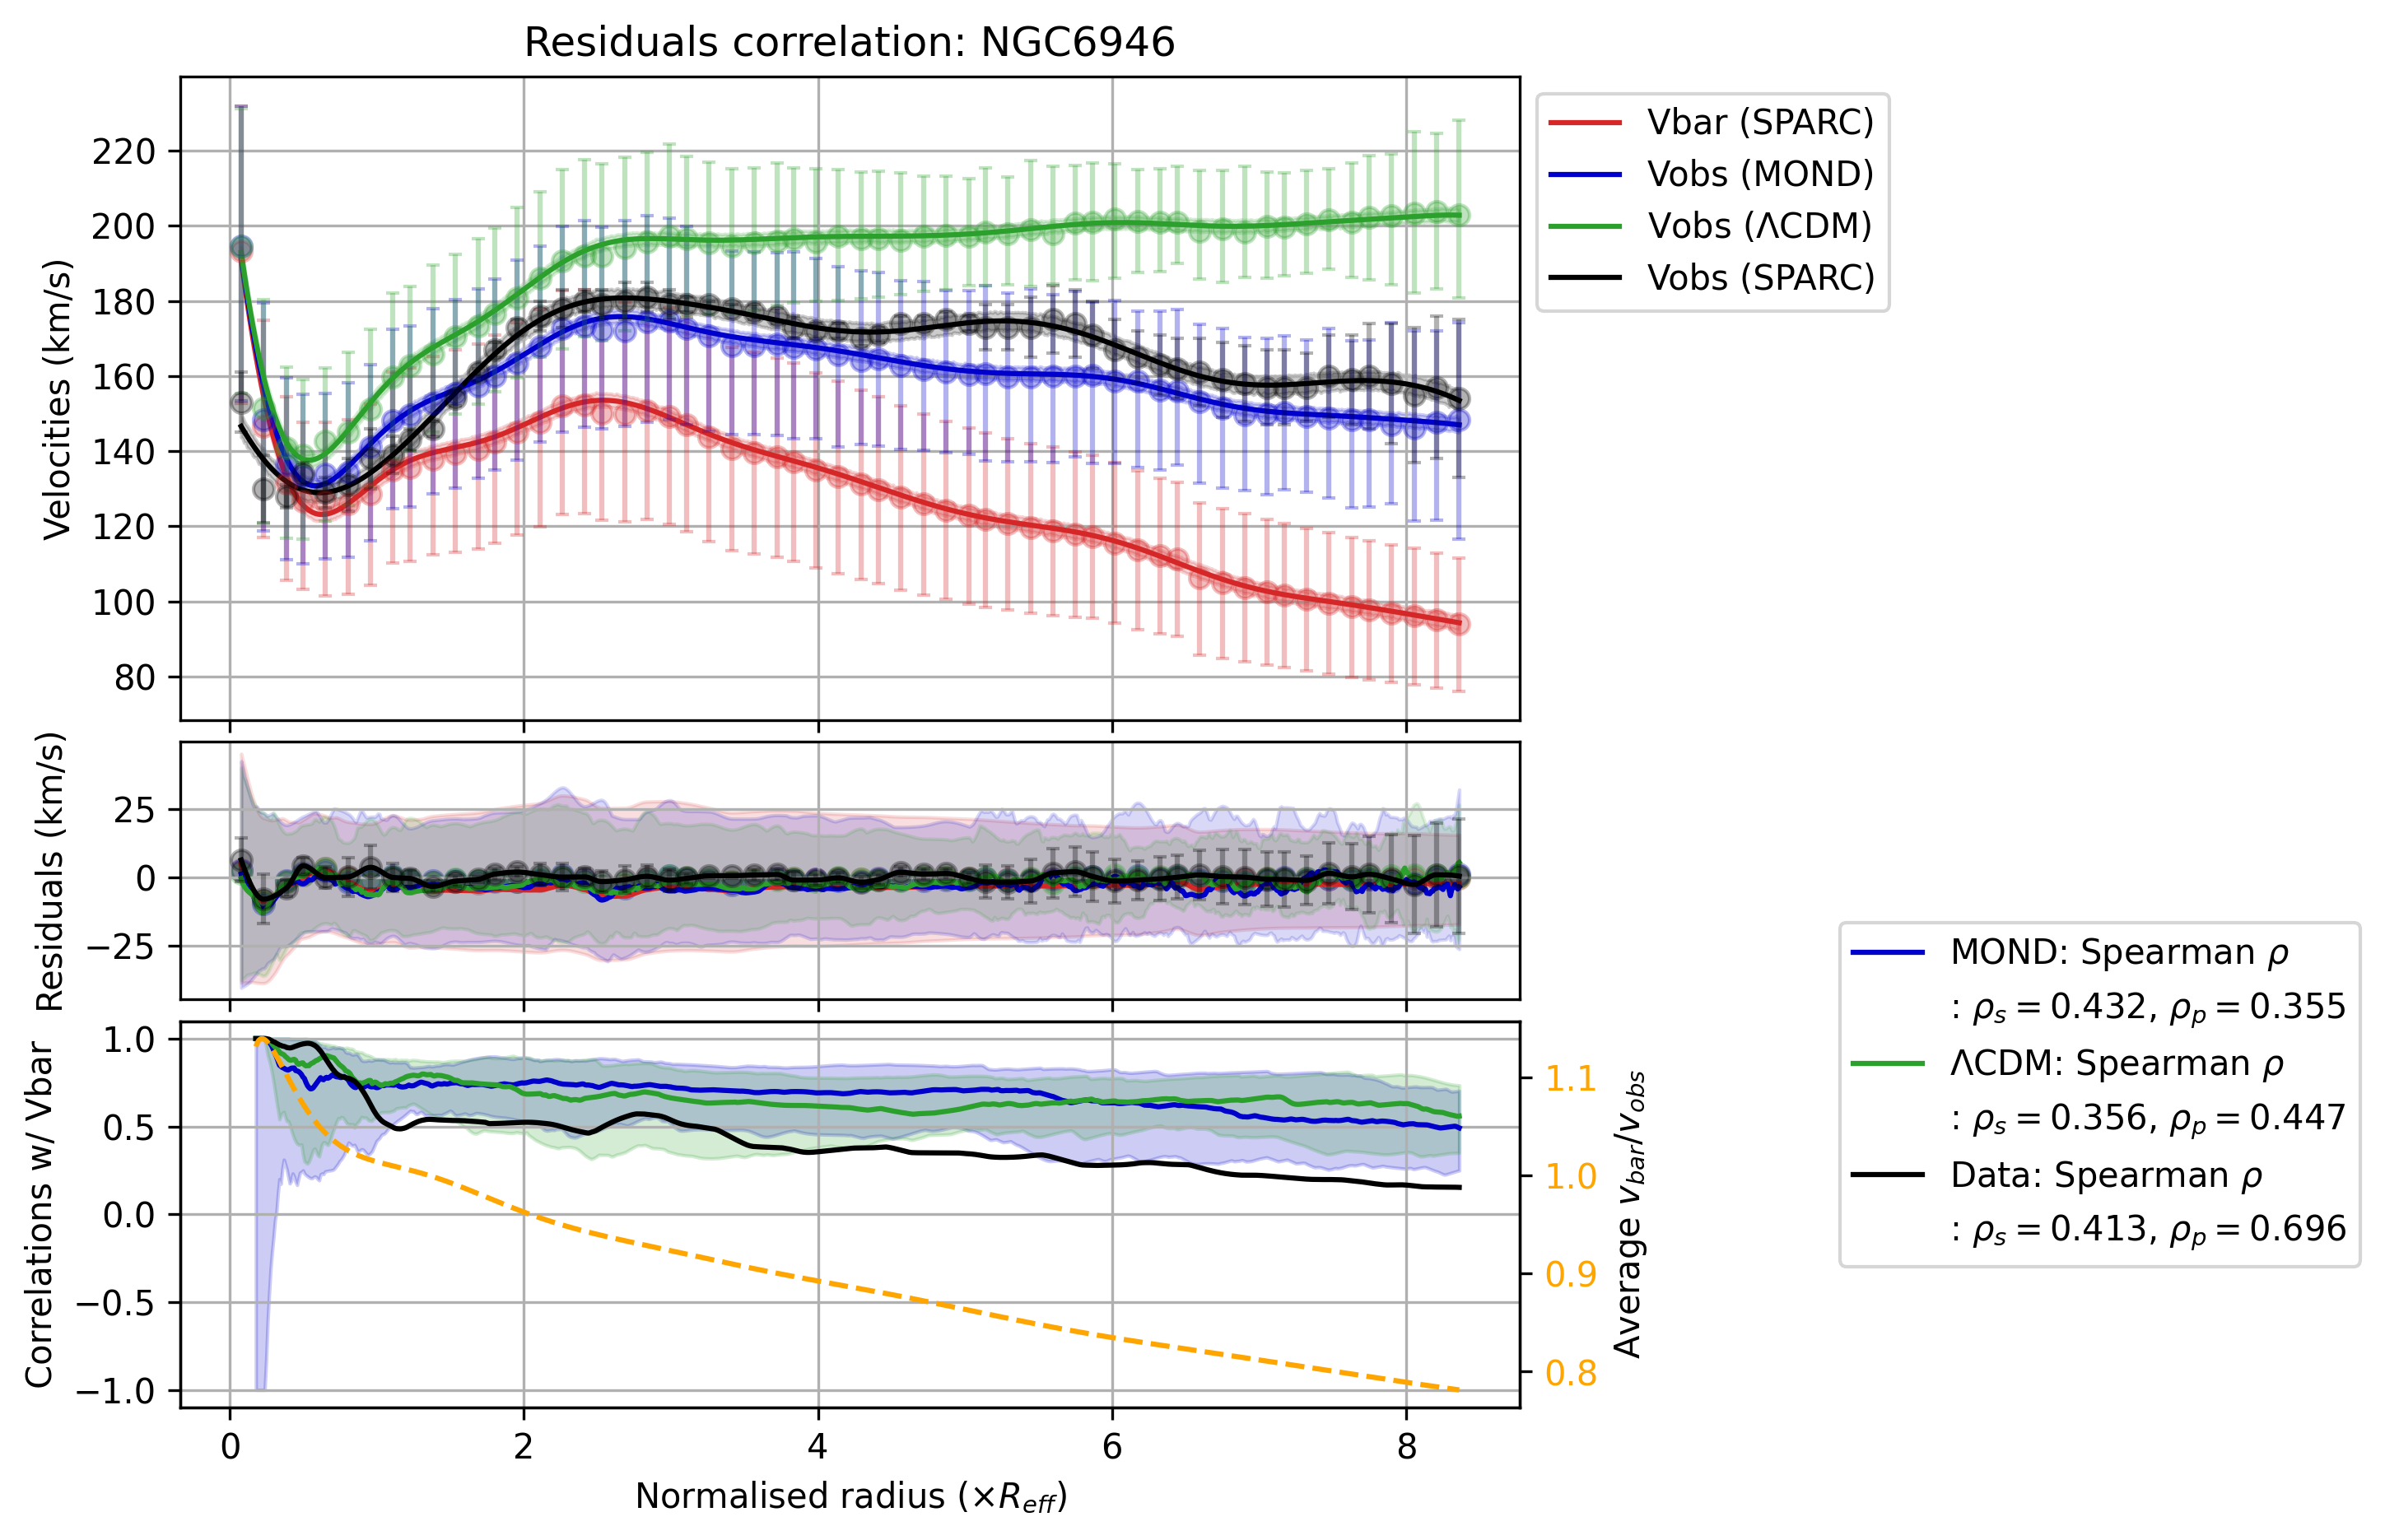 Residuals correlation: NGC6946
Velocities (km/s)
220
200
180
160
140
120
100
80
Vbar (SPARC)
Vobs (MOND)
Vobs (ΛCDM)
Vobs (SPARC)
Residuals (km/s)
25
0
−25
Correlations w/ Vbar
1.0
0.5
0.0
−0.5
−1.0
1.1
1.0
0.9
0.8
Average v_bar/v_obs
MOND: Spearman ρ
: ρ_s = 0.432, ρ_p = 0.355
ΛCDM: Spearman ρ
: ρ_s = 0.356, ρ_p = 0.447
Data: Spearman ρ
: ρ_s = 0.413, ρ_p = 0.696
0 2 4 6 8
Normalised radius (×R_eff)